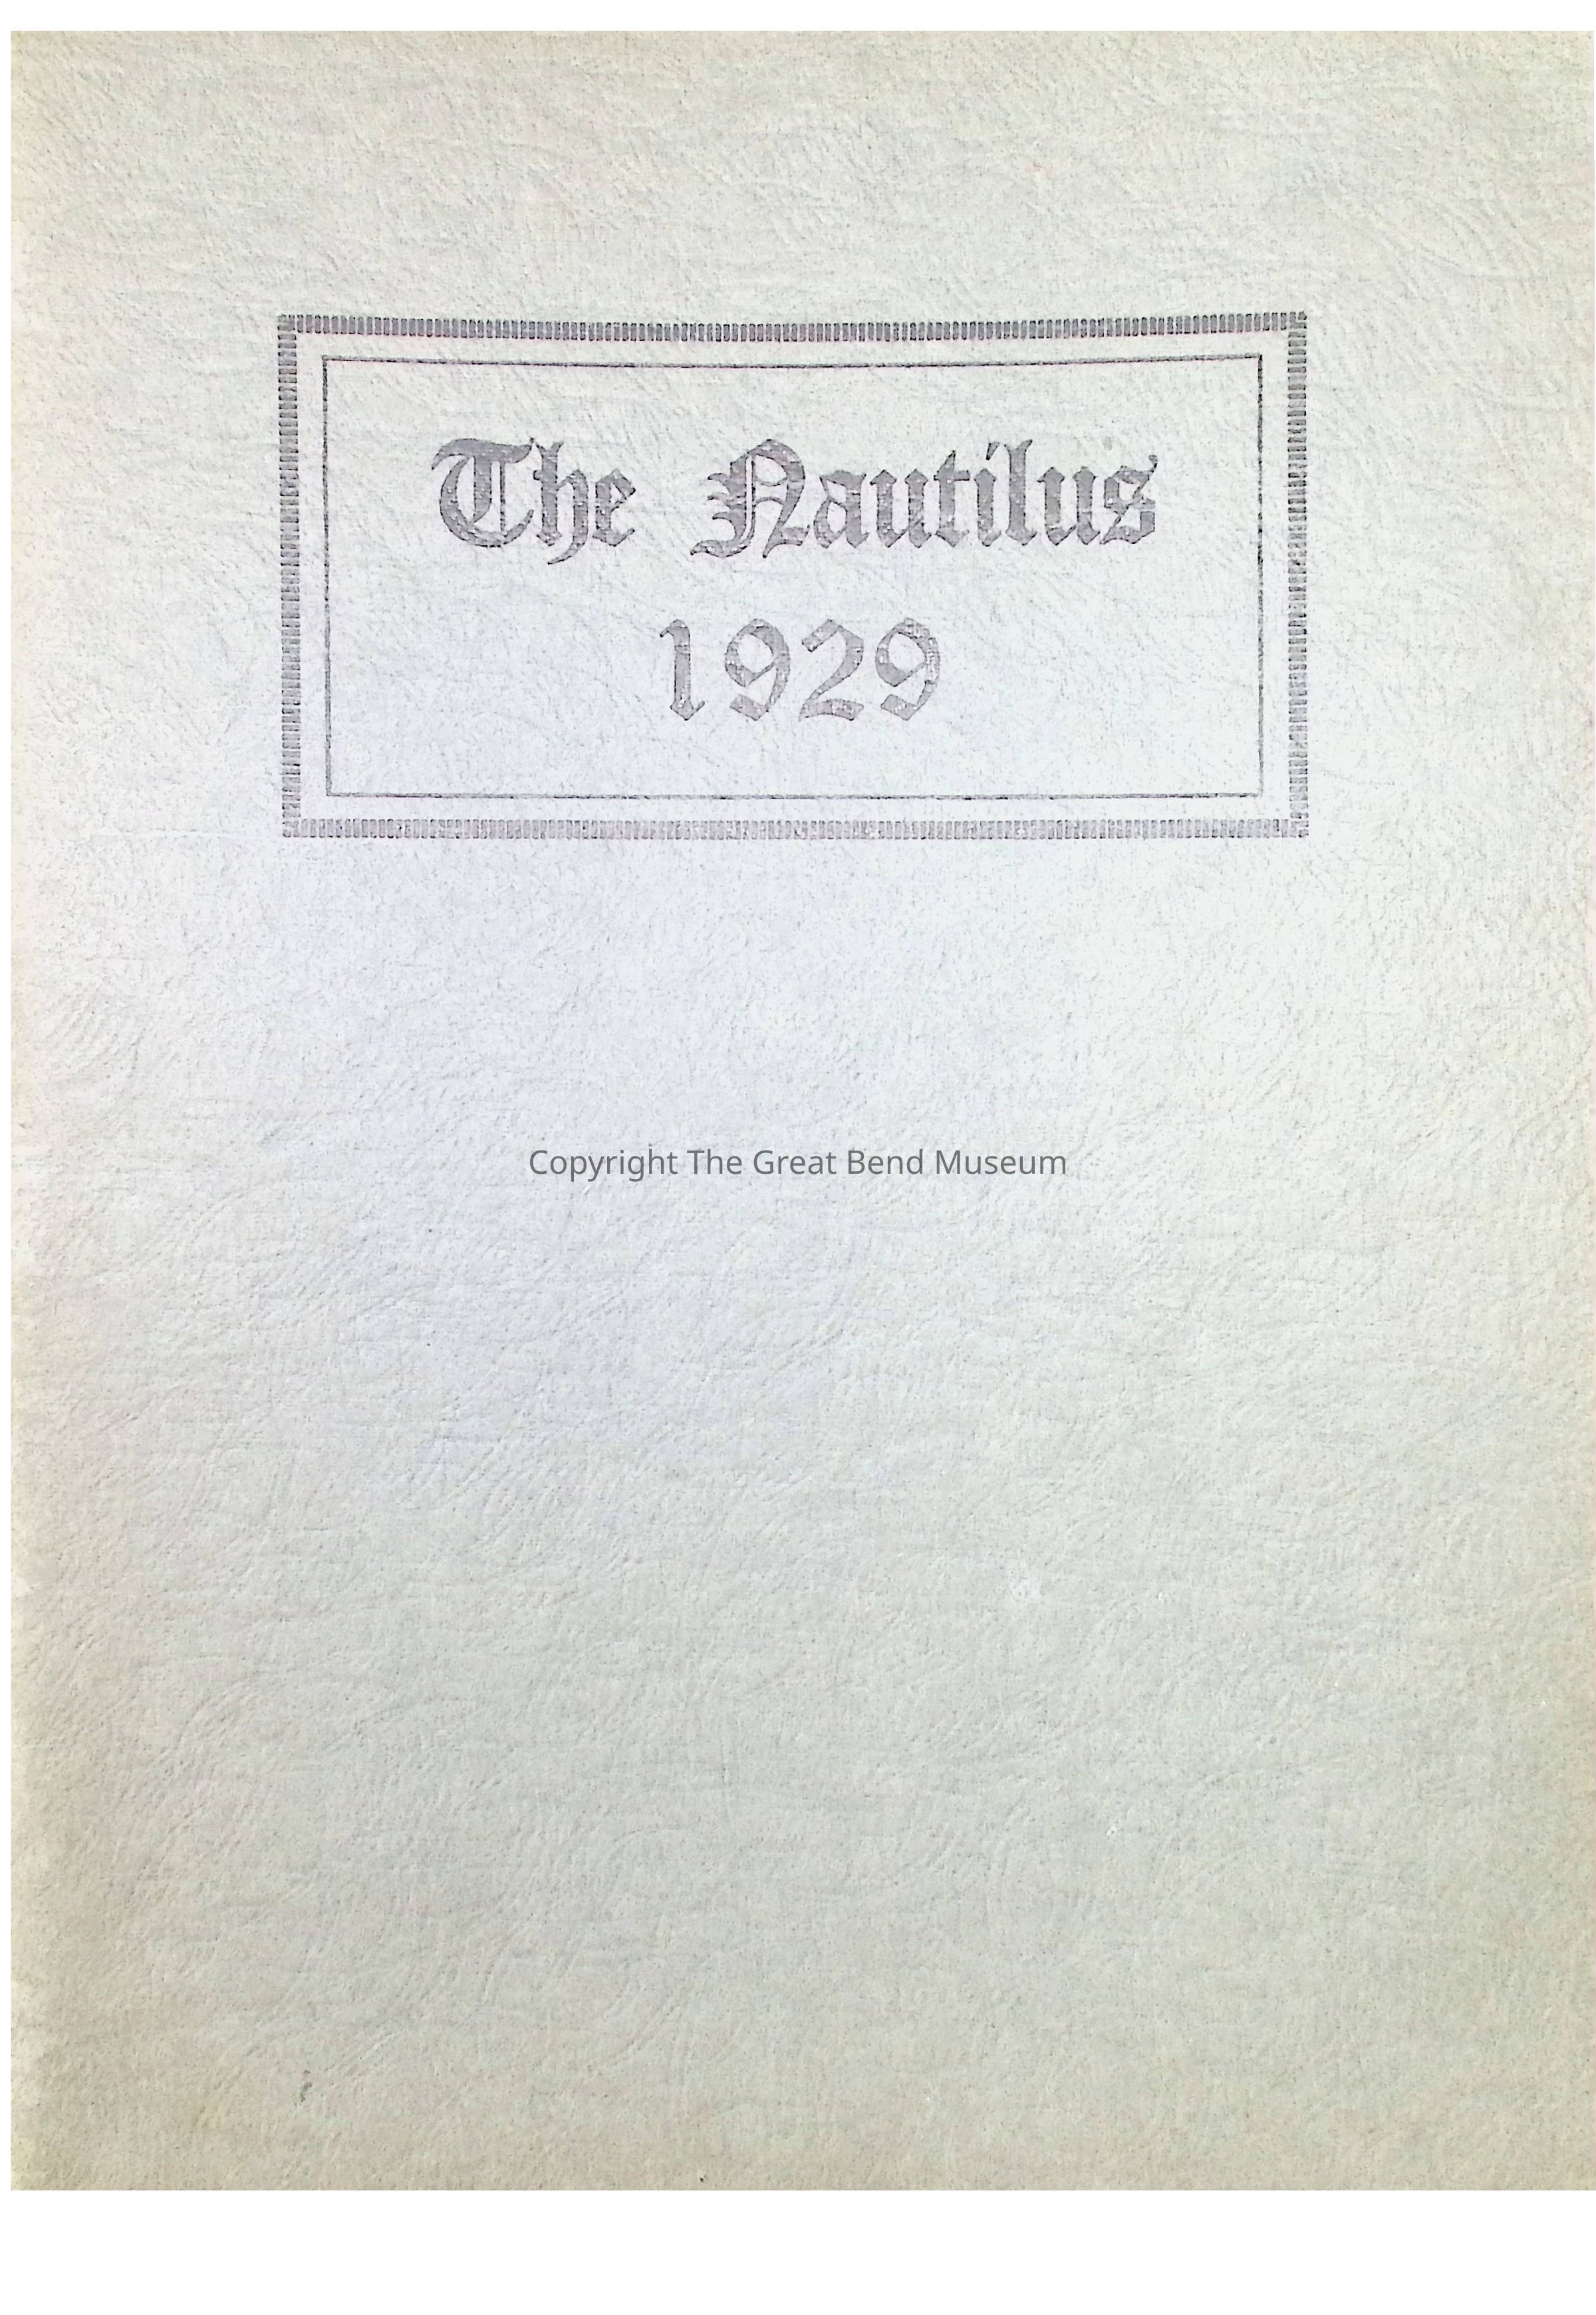 The Nautilus
1929
Copyright The Great Bend Museum